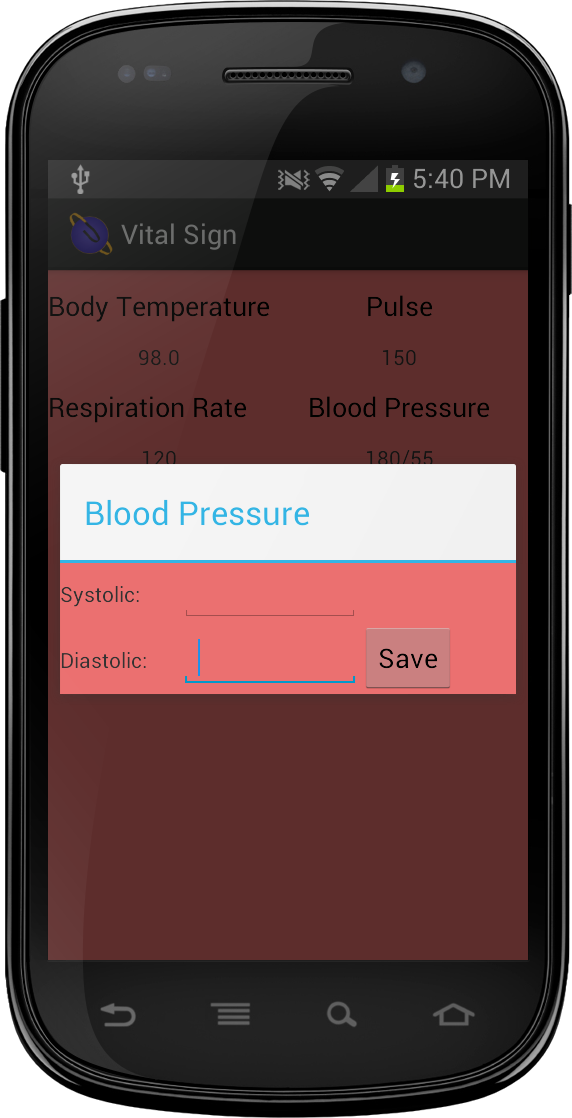 5:40 PM
Vital Sign
Body Temperature Pulse
98.0 150
Respiration Rate Blood Pressure
120 180/55
Blood Pressure
Systolic:
Diastolic: Save